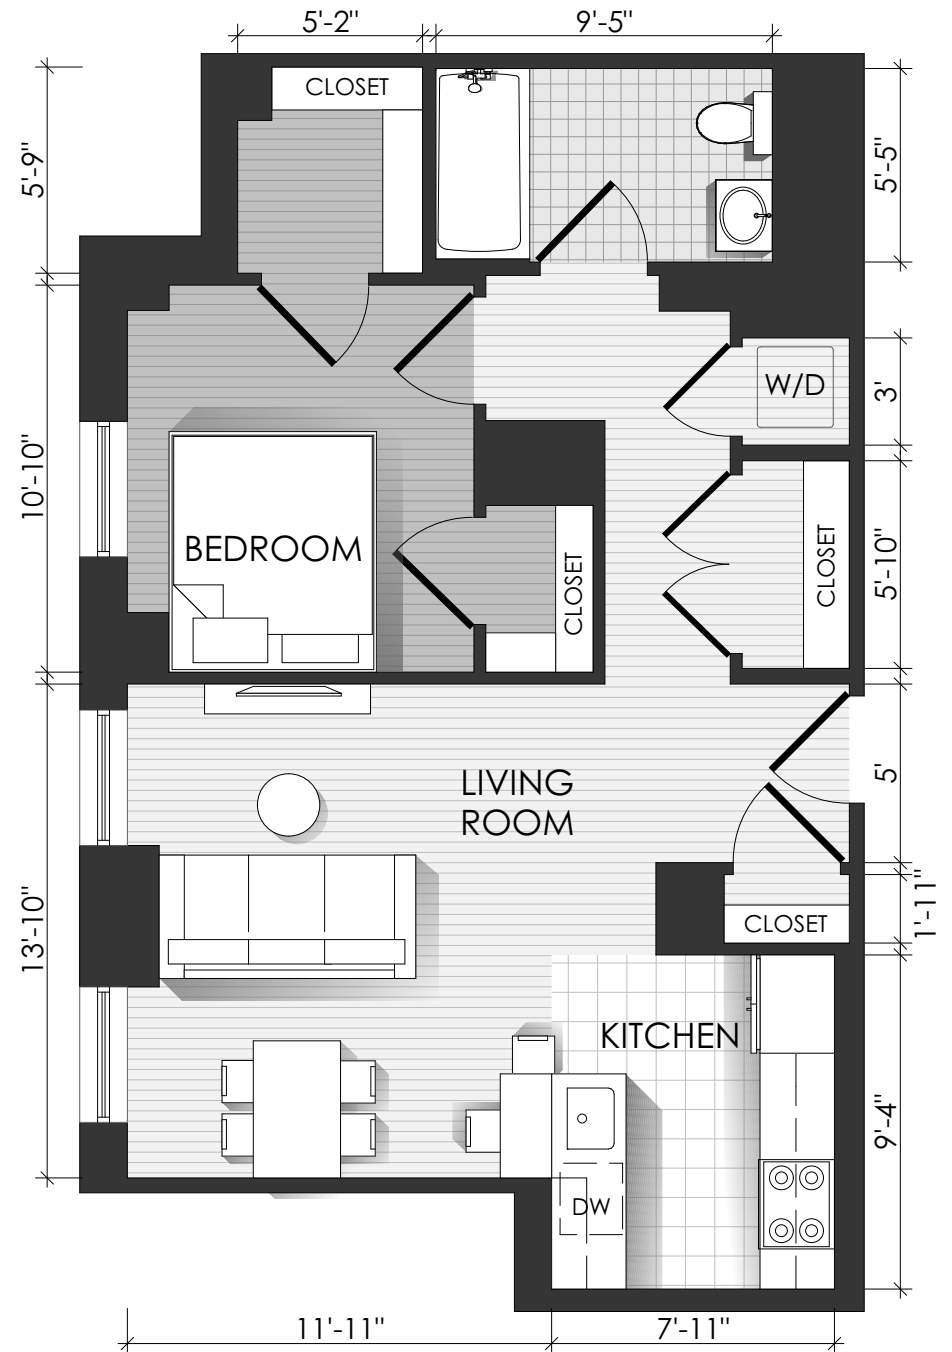 5'-2"
9'-5"
CLOSET
5'-9"
5'-5"
W/D
3'
10'-10"
BEDROOM
CLOSET
CLOSET
5'-10"
LIVING
ROOM
5'
13'-10"
CLOSET
1'-11"
KITCHEN
9'-4"
DW
11'-11"
7'-11"